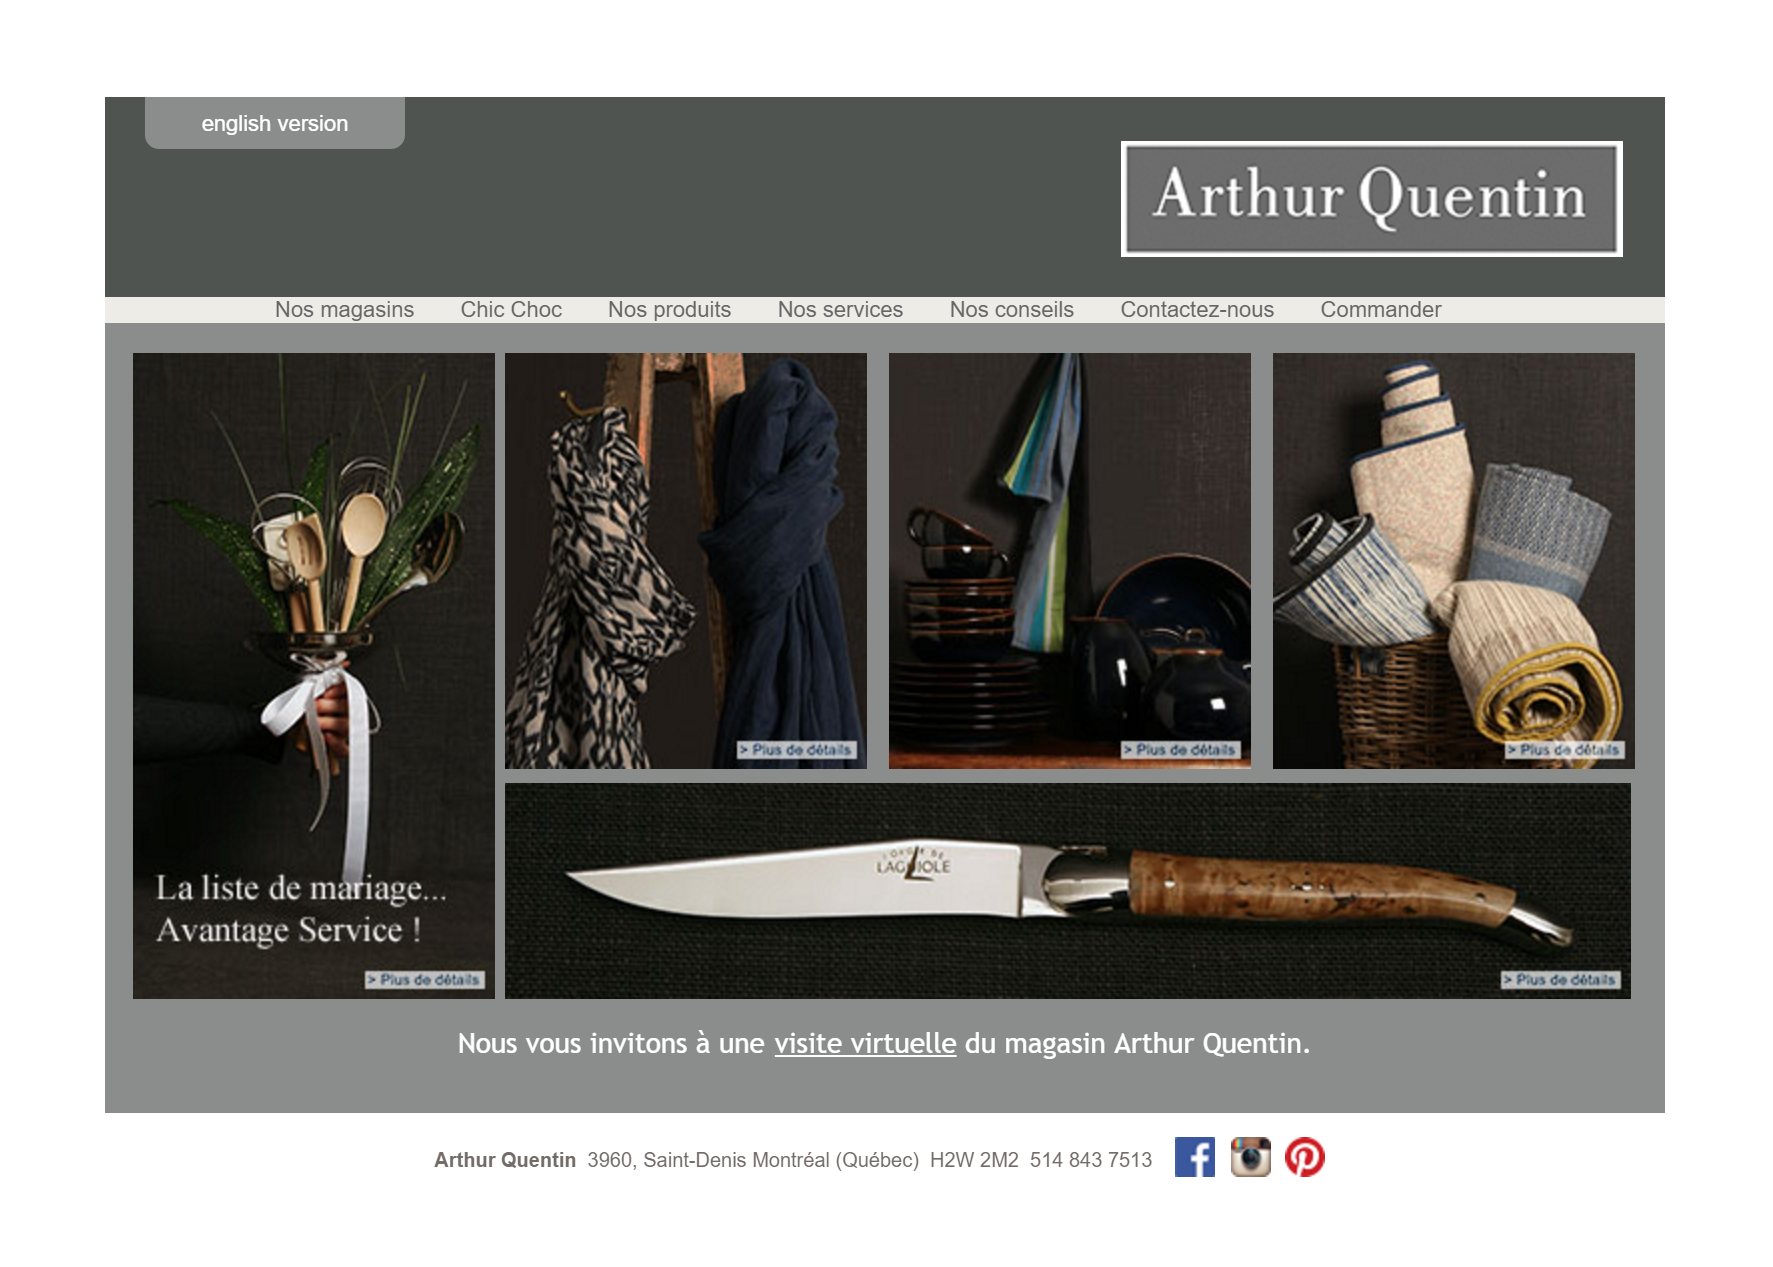 english version
Arthur Quentin
Nos magasins Chic Choc Nos produits Nos services Nos conseils Contactez-nous Commander
> Plus de détails
> Plus de détails
> Plus de détails
FORGE DE
LAGUIOLE
La liste de mariage...
Avantage Service !
> Plus de détails
> Plus de détails
Nous vous invitons à une visite virtuelle du magasin Arthur Quentin.
Arthur Quentin 3960, Saint-Denis Montréal (Québec) H2W 2M2 514 843 7513